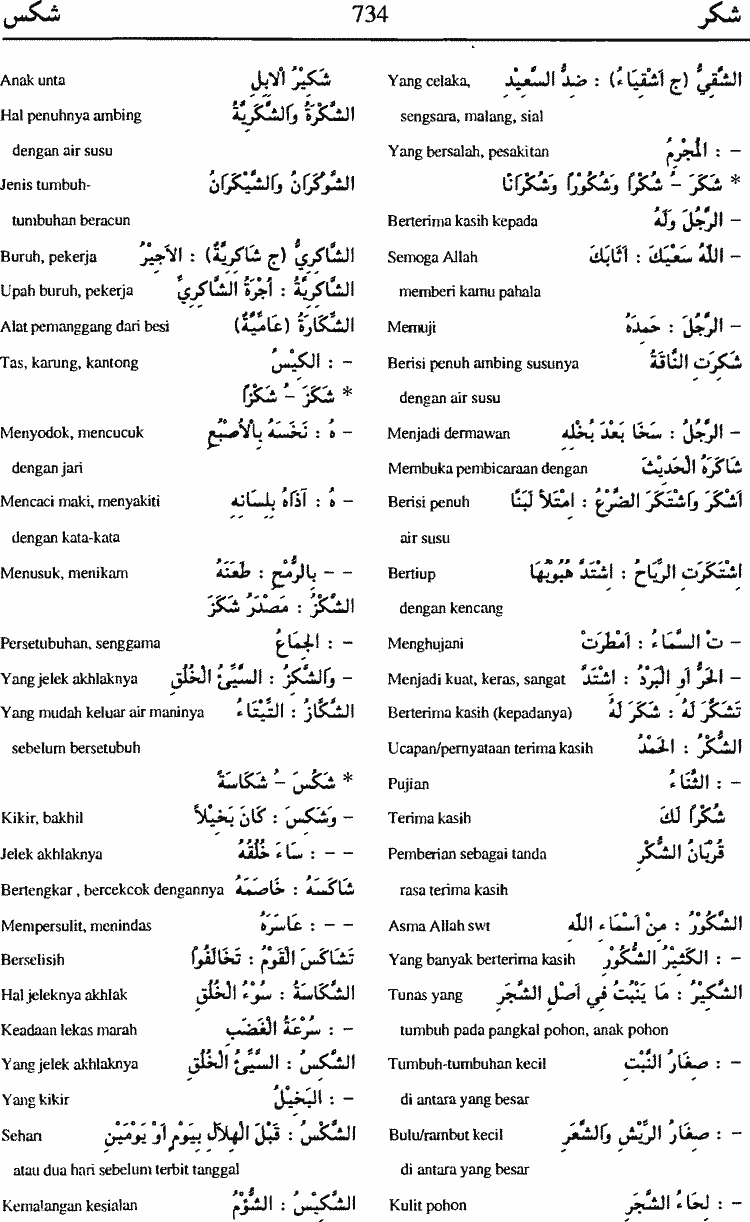 شكر 734 شكس
الشَّقِيُّ (ج أَشْقِيَاءُ) : ضِدُّ السَّعِيْدِ Yang celaka,
sengsara, malang, sial
– : الْمُجْرِمُ Yang bersalah, pesakitan
* شَكَرَ – ُ شُكْرًا وَشُكُوْرًا وَشُكْرَانًا
– الرَّجُلَ وَلَهُ Berterima kasih kepada
– اللّٰهُ سَعْيَكَ : أَثَابَكَ Semoga Allah
memberi kamu pahala
– الرَّجُلَ : حَمِدَهُ Memuji
شَكِرَتِ النَّاقَةُ Berisi penuh ambing susunya
dengan air susu
– الرَّجُلُ : سَخَا بَعْدَ بُخْلِهِ Menjadi dermawan
شَاكَرَهُ الْحَدِيْثَ Membuka pembicaraan dengan
أَشْكَرَ وَاشْتَكَرَ الضَّرْعُ : اِمْتَلَأَ لَبَنًا Berisi penuh
air susu
اِشْتَكَرَتِ الرِّيَاحُ : اِشْتَدَّ هُبُوْبُهَا Bertiup
dengan kencang
– تِ السَّمَاءُ : أَمْطَرَتْ Menghujani
– الْحَرُّ أَوِ الْبَرْدُ : اِشْتَدَّ Menjadi kuat, keras, sangat
تَشَكَّرَ لَهُ : شَكَرَ لَهُ Berterima kasih (kepadanya)
الشُّكْرُ : الْحَمْدُ Ucapan/pernyataan terima kasih
– : الثَّنَاءُ Pujian
شُكْرًا لَكَ Terima kasih
قُرْبَانُ الشُّكْرِ Pemberian sebagai tanda
rasa terima kasih
الشَّكُوْرُ : مِنْ أَسْمَاءِ اللّٰهِ Asma Allah swt
– : الْكَثِيْرُ الشُّكُوْرِ Yang banyak berterima kasih
الشَّكِيْرُ : مَا يَنْبُتُ فِي أَصْلِ الشَّجَرِ Tunas yang
tumbuh pada pangkal pohon, anak pohon
– : صِغَارُ النَّبْتِ Tumbuh-tumbuhan kecil
di antara yang besar
– : صِغَارُ الرِّيْشِ وَالشَّعَرِ Bulu/rambut kecil
di antara yang besar
– : لِحَاءُ الشَّجَرِ Kulit pohon
شَكِيْرُ الْإِبِلِ Anak unta
الشَّكْرَةُ وَالشَّكَرِيَّةُ Hal penuhnya ambing
dengan air susu
الشَّوْكَرَانُ وَالشَّيْكَرَانُ Jenis tumbuh-
tumbuhan beracun
الشَّاكِرِيُّ (ج شَاكِرِيَّةٌ) : الْأَجِيْرُ Buruh, pekerja
الشَّاكِرِيَّةُ : أُجْرَةُ الشَّاكِرِيِّ Upah buruh, pekerja
الشَّكَارَةُ (عَامِيَّةٌ) Alat pemanggang dari besi
– : الْكِيْسُ Tas, karung, kantong
* شَكَزَ – ُ شَكْزًا
– هُ : نَخَسَهُ بِالْأُصْبُعِ Menyodok, mencucuk
dengan jari
– هُ : آذَاهُ بِلِسَانِهِ Mencaci maki, menyakiti
dengan kata-kata
– – بِالرُّمْحِ : طَعَنَهُ Menusuk, menikam
الشَّكْزُ : مَصْدَرُ شَكَزَ
– : الْجِمَاعُ Persetubuhan, senggama
– وَالشَّكِزُ : السَّيِّئُ الْخُلُقِ Yang jelek akhlaknya
الشَّكَّازُ : التَّيْتَاءُ Yang mudah keluar air maninya
sebelum bersetubuh
* شَكِسَ – َ شَكَاسَةً
– وَشَكُسَ : كَانَ بَخِيْلًا Kikir, bakhil
– – : سَاءَ خُلُقُهُ Jelek akhlaknya
شَاكَسَهُ : خَاصَمَهُ Bertengkar , bercekcok dengannya
– – : عَاسَرَهُ Mempersulit, menindas
تَشَاكَسَ الْقَوْمُ : تَخَالَفُوْا Berselisih
الشَّكَاسَةُ : سُوْءُ الْخُلُقِ Hal jeleknya akhlak
– : سُرْعَةُ الْغَضَبِ Keadaan lekas marah
الشَّكِسُ : السَّيِّئُ الْخُلُقِ Yang jelek akhlaknya
– : الْبَخِيْلُ Yang kikir
الشَّكْسُ : قَبْلَ الْهِلَالِ بِيَوْمٍ أَوْ يَوْمَيْنِ Sehari
atau dua hari sebelum terbit tanggal
الشَّكِيْسُ : الشُّؤْمُ Kemalangan kesialan